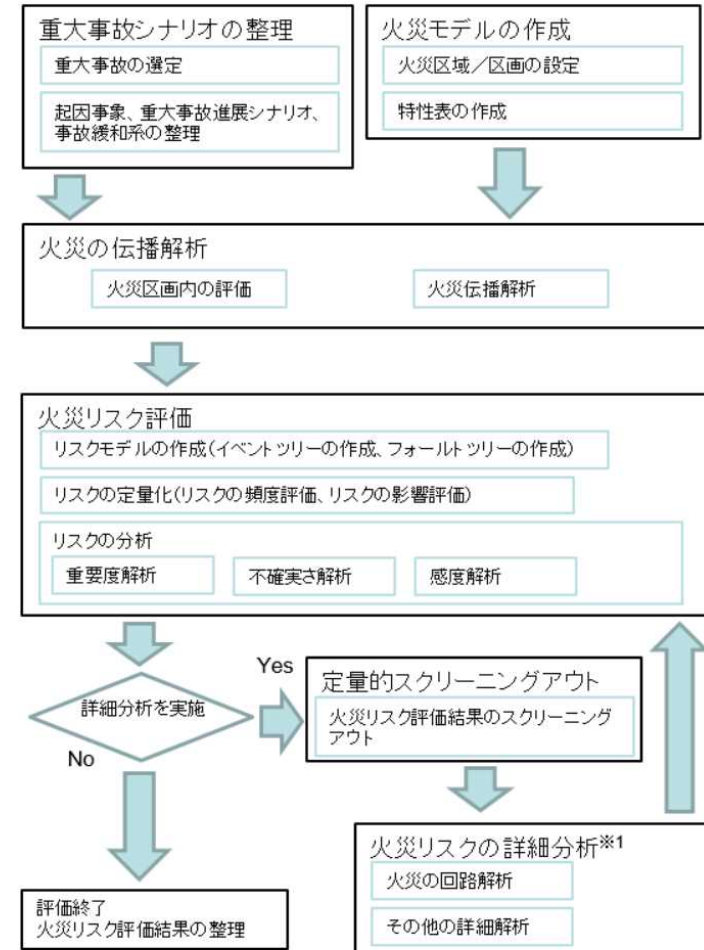 重大事故シナリオの整理
重大事故の選定
起因事象、重大事故進展シナリオ、
事故緩和系の整理
火災モデルの作成
火災区域／区画の設定
特性表の作成
火災の伝播解析
火災区画内の評価
火災伝播解析
火災リスク評価
リスクモデルの作成(イベントツリーの作成、フォールトツリーの作成)
リスクの定量化(リスクの頻度評価、リスクの影響評価)
リスクの分析
重要度解析
不確実さ解析
感度解析
詳細分析を実施
Yes
No
定量的スクリーニングアウト
火災リスク評価結果のスクリーニング
アウト
火災リスクの詳細分析※1
火災の回路解析
その他の詳細解析
評価終了
火災リスク評価結果の整理